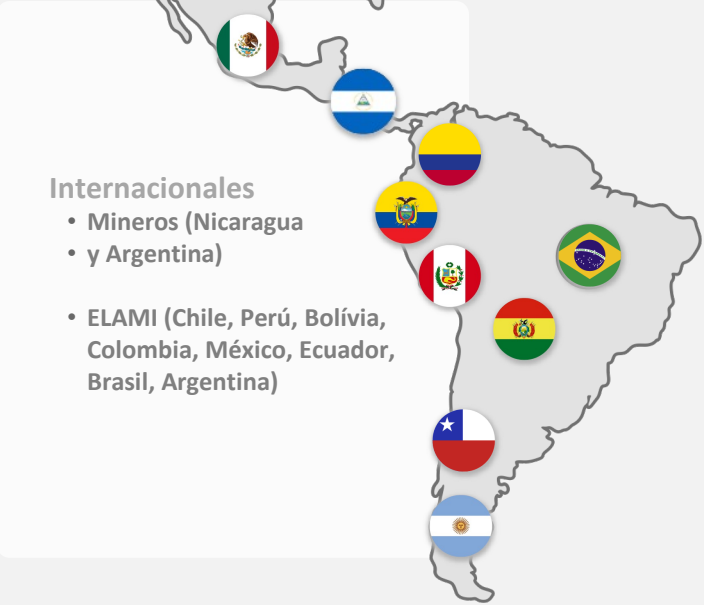 Internacionales
• Mineros (Nicaragua
• y Argentina)
• ELAMI (Chile, Perú, Bolívia,
Colombia, México, Ecuador,
Brasil, Argentina)